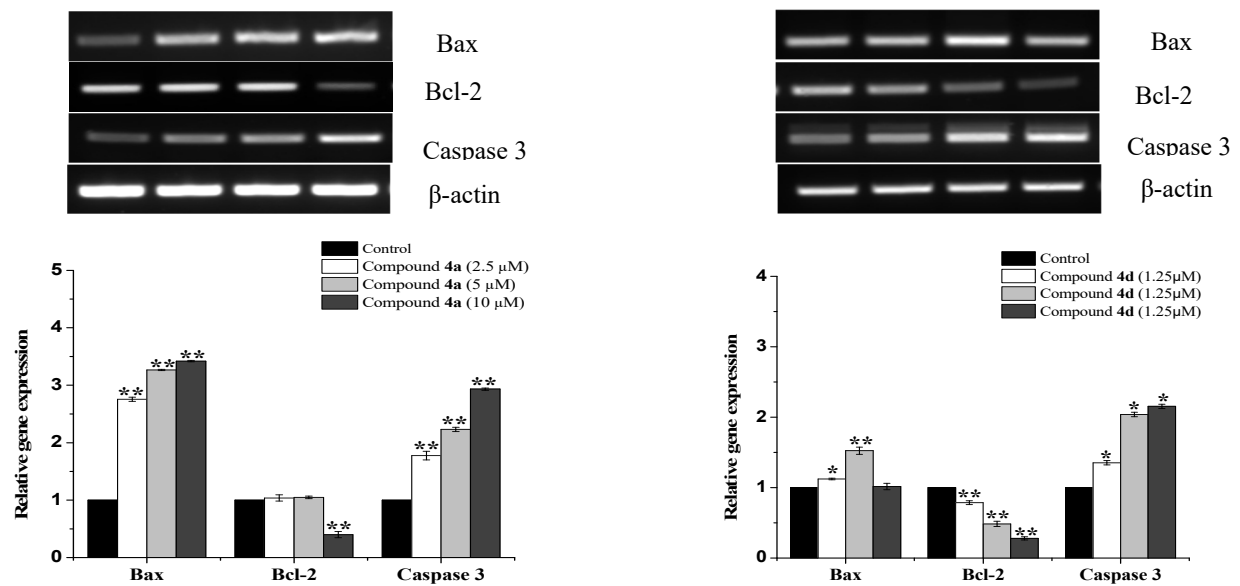 Bax
Bcl-2
Caspase 3
β-actin
Control
Compound 4a (2.5 μM)
Compound 4a (5 μM)
Compound 4a (10 μM)
Relative gene expression
5
4
3
2
1
0
**
**
**
**
**
**
**
Bax Bcl-2 Caspase 3
Bax
Bcl-2
Caspase 3
β-actin
Control
Compound 4d (1.25μM)
Compound 4d (1.25μM)
Compound 4d (1.25μM)
Relative gene expression
4
3
2
1
0
*
**
**
**
**
*
*
*
Bax Bcl-2 Caspase 3